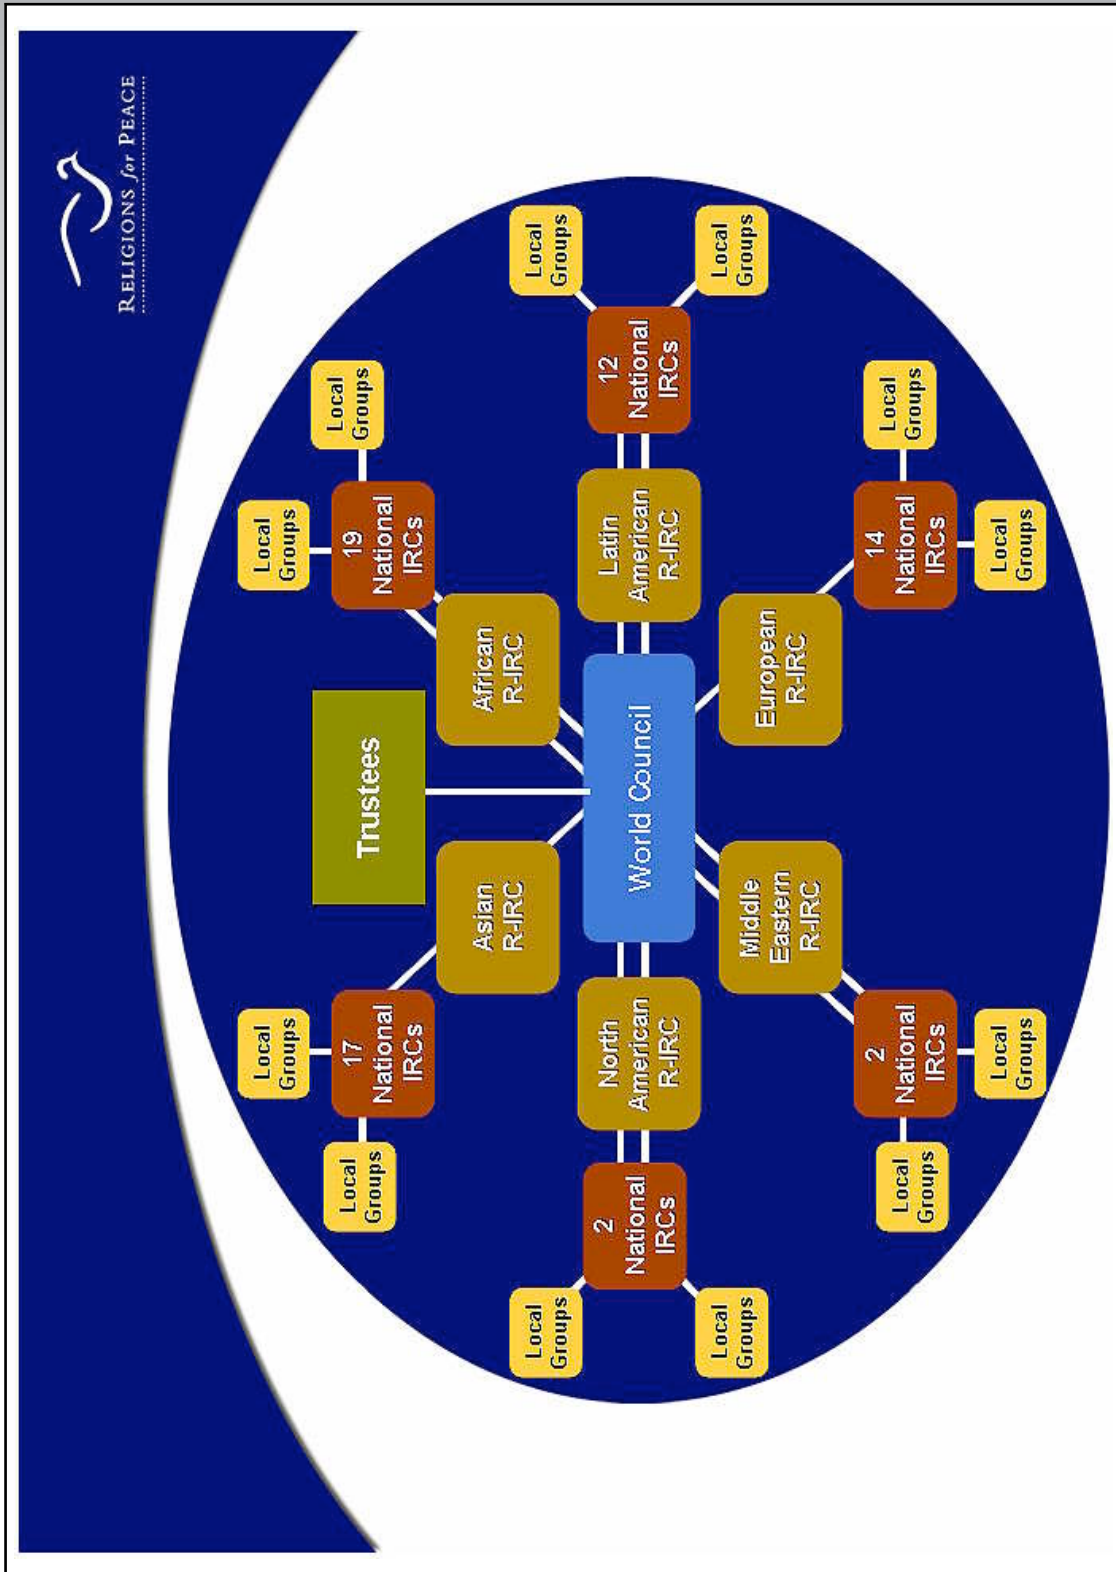 RELIGIONS for PEACE
Local
Groups
Local
Groups
17
National
IRCs
Asian
R-IRC
Trustees
African
R-IRC
19
National
IRCs
Local
Groups
Local
Groups
Local
Groups
Local
Groups
2
National
IRCs
North
American
R-IRC
World Council
Latin
American
R-IRC
12
National
IRCs
Local
Groups
Local
Groups
Local
Groups
Local
Groups
2
National
IRCs
Middle
Eastern
R-IRC
European
R-IRC
14
National
IRCs
Local
Groups
Local
Groups